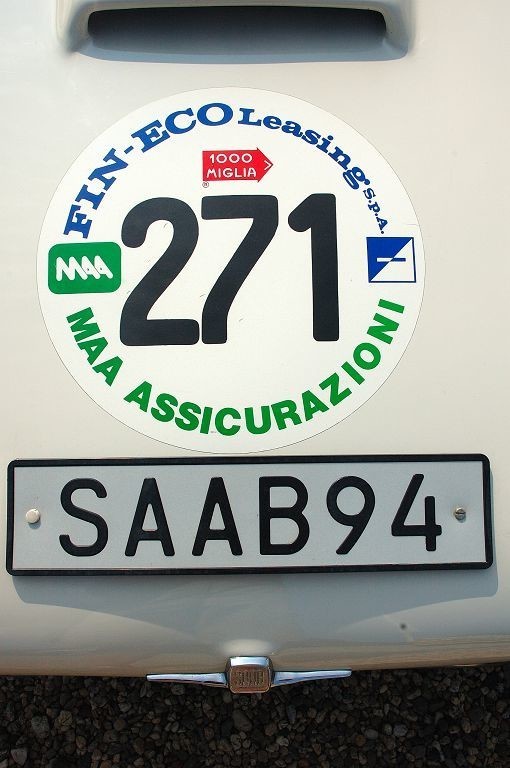 FIN-ECO Leasing S.p.A.
1000
MIGLIA
®
271
MAA
MAA ASSICURAZIONI
SAAB94